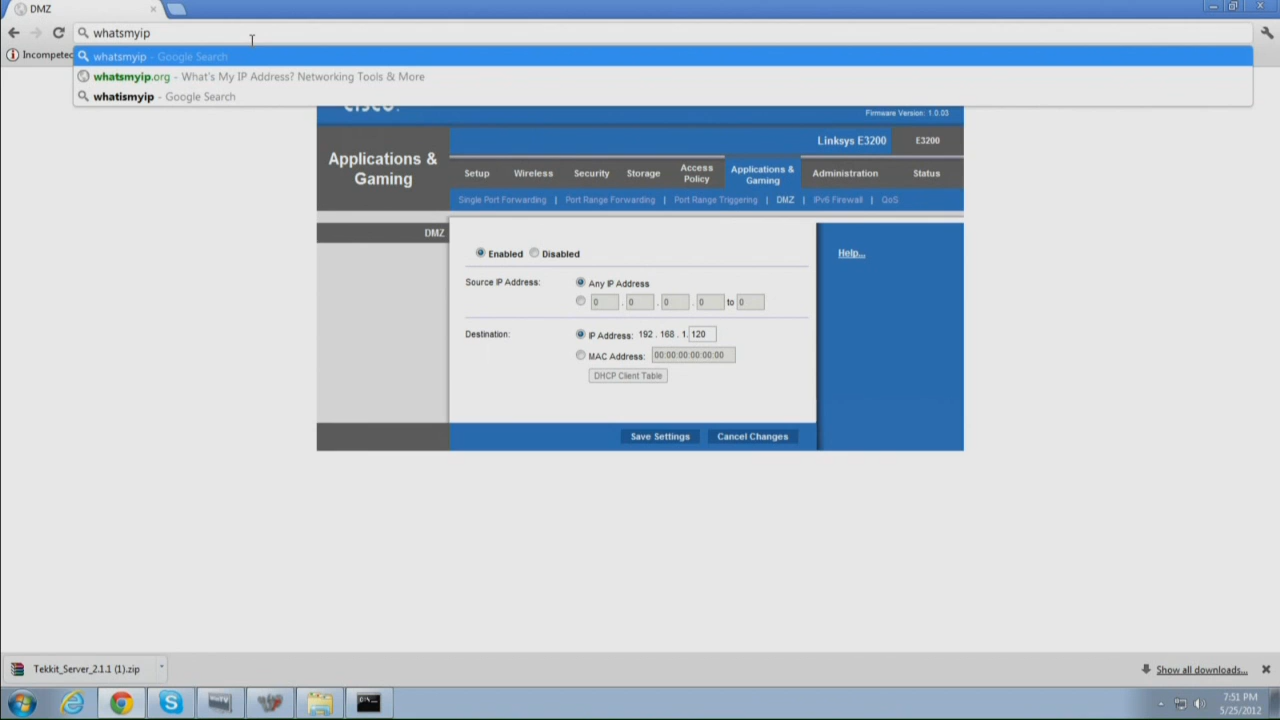 DMZ
whatsmyip
Incompetec
whatsmyip - Google Search
whatsmyip.org - What's My IP Address? Networking Tools & More
whatismyip - Google Search
CISCO.
Firmware Version: 1.0.03
Linksys E3200
E3200
Applications &
Gaming
Setup
Wireless
Security
Storage
Access
Policy
Applications &
Gaming
Administration
Status
Single Port Forwarding | Port Range Forwarding | Port Range Triggering | DMZ | IPv6 Firewall | QoS
DMZ
Enabled Disabled
Help...
Source IP Address: Any IP Address
0 . 0 . 0 . 0 to 0
Destination: IP Address: 192 . 168 . 1. 120
MAC Address: 00:00:00:00:00:00
DHCP Client Table
Save Settings Cancel Changes
Tekkit_Server_2.1.1 (1).zip
Show all downloads...
7:51 PM
5/25/2012